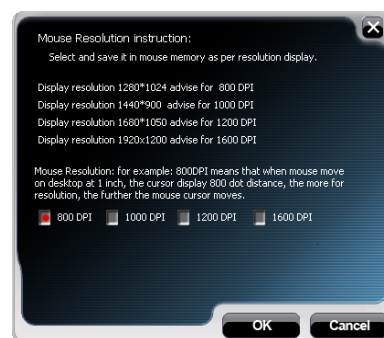 Mouse Resolution instruction:
Select and save it in mouse memory as per resolution display.
Display resolution 1280*1024 advise for 800 DPI
Display resolution 1440*900 advise for 1000 DPI
Display resolution 1680*1050 advise for 1200 DPI
Display resolution 1920x1200 advise for 1600 DPI
Mouse Resolution: for example: 800DPI means that when mouse move
on desktop at 1 inch, the cursor display 800 dot distance, the more for
resolution, the further the mouse cursor moves.
800 DPI 1000 DPI 1200 DPI 1600 DPI
OK Cancel